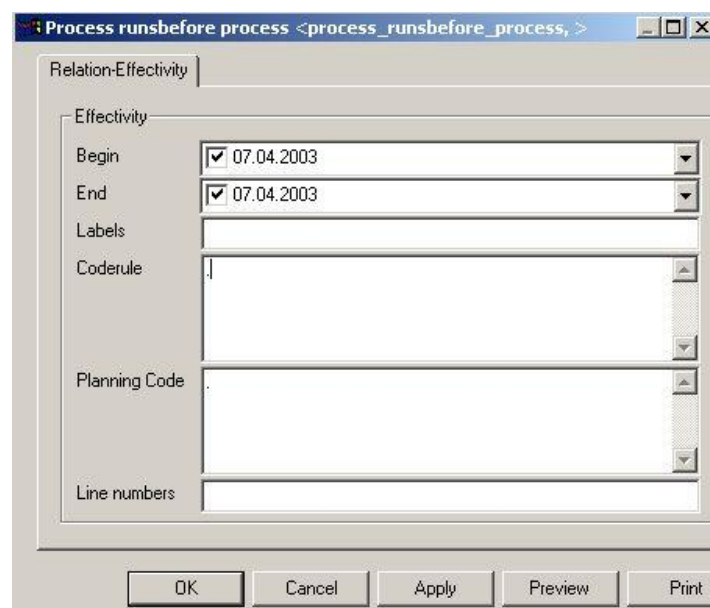 Process runsbefore process <process_runsbefore_process, >
Relation-Effectivity
Effectivity
Begin 07.04.2003
End 07.04.2003
Labels
Coderule .
Planning Code .
Line numbers
OK Cancel Apply Preview Print